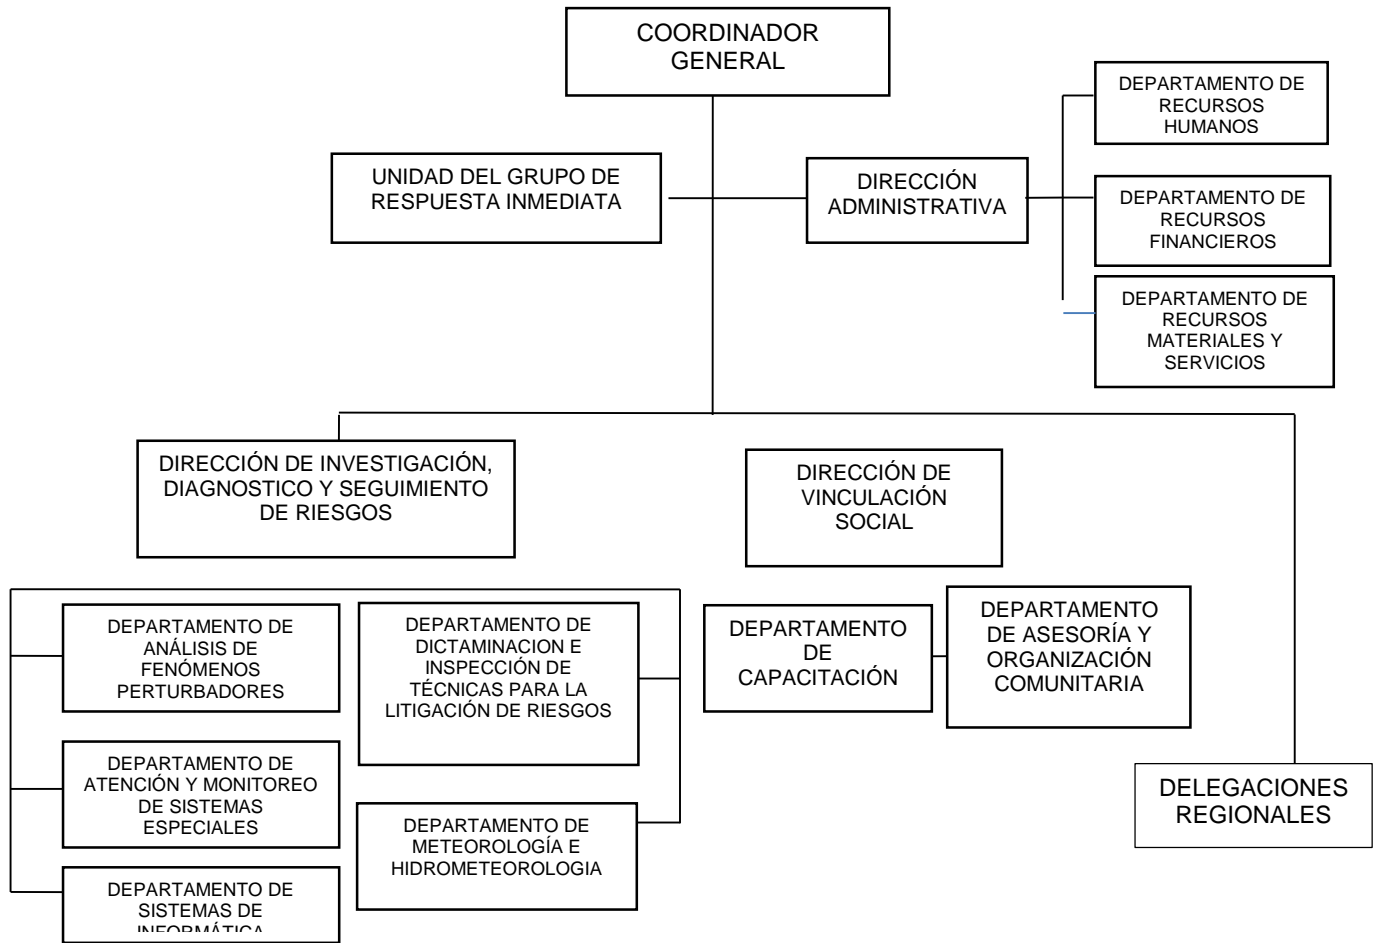 COORDINADOR
GENERAL
DEPARTAMENTO DE
RECURSOS
HUMANOS
UNIDAD DEL GRUPO DE
RESPUESTA INMEDIATA
DIRECCIÓN
ADMINISTRATIVA
DEPARTAMENTO DE
RECURSOS
FINANCIEROS
DEPARTAMENTO DE
RECURSOS
MATERIALES Y
SERVICIOS
DIRECCIÓN DE INVESTIGACIÓN,
DIAGNOSTICO Y SEGUIMIENTO
DE RIESGOS
DIRECCIÓN DE
VINCULACIÓN
SOCIAL
DEPARTAMENTO DE
ANÁLISIS DE
FENÓMENOS
PERTURBADORES
DEPARTAMENTO DE
DICTAMINACION E
INSPECCIÓN DE
TÉCNICAS PARA LA
LITIGACIÓN DE RIESGOS
DEPARTAMENTO
DE
CAPACITACIÓN
DEPARTAMENTO
DE ASESORÍA Y
ORGANIZACIÓN
COMUNITARIA
DEPARTAMENTO DE
ATENCIÓN Y MONITOREO
DE SISTEMAS
ESPECIALES
DEPARTAMENTO DE
METEOROLOGÍA E
HIDROMETEOROLOGIA
DELEGACIONES
REGIONALES
DEPARTAMENTO DE
SISTEMAS DE
INFORMÁTICA